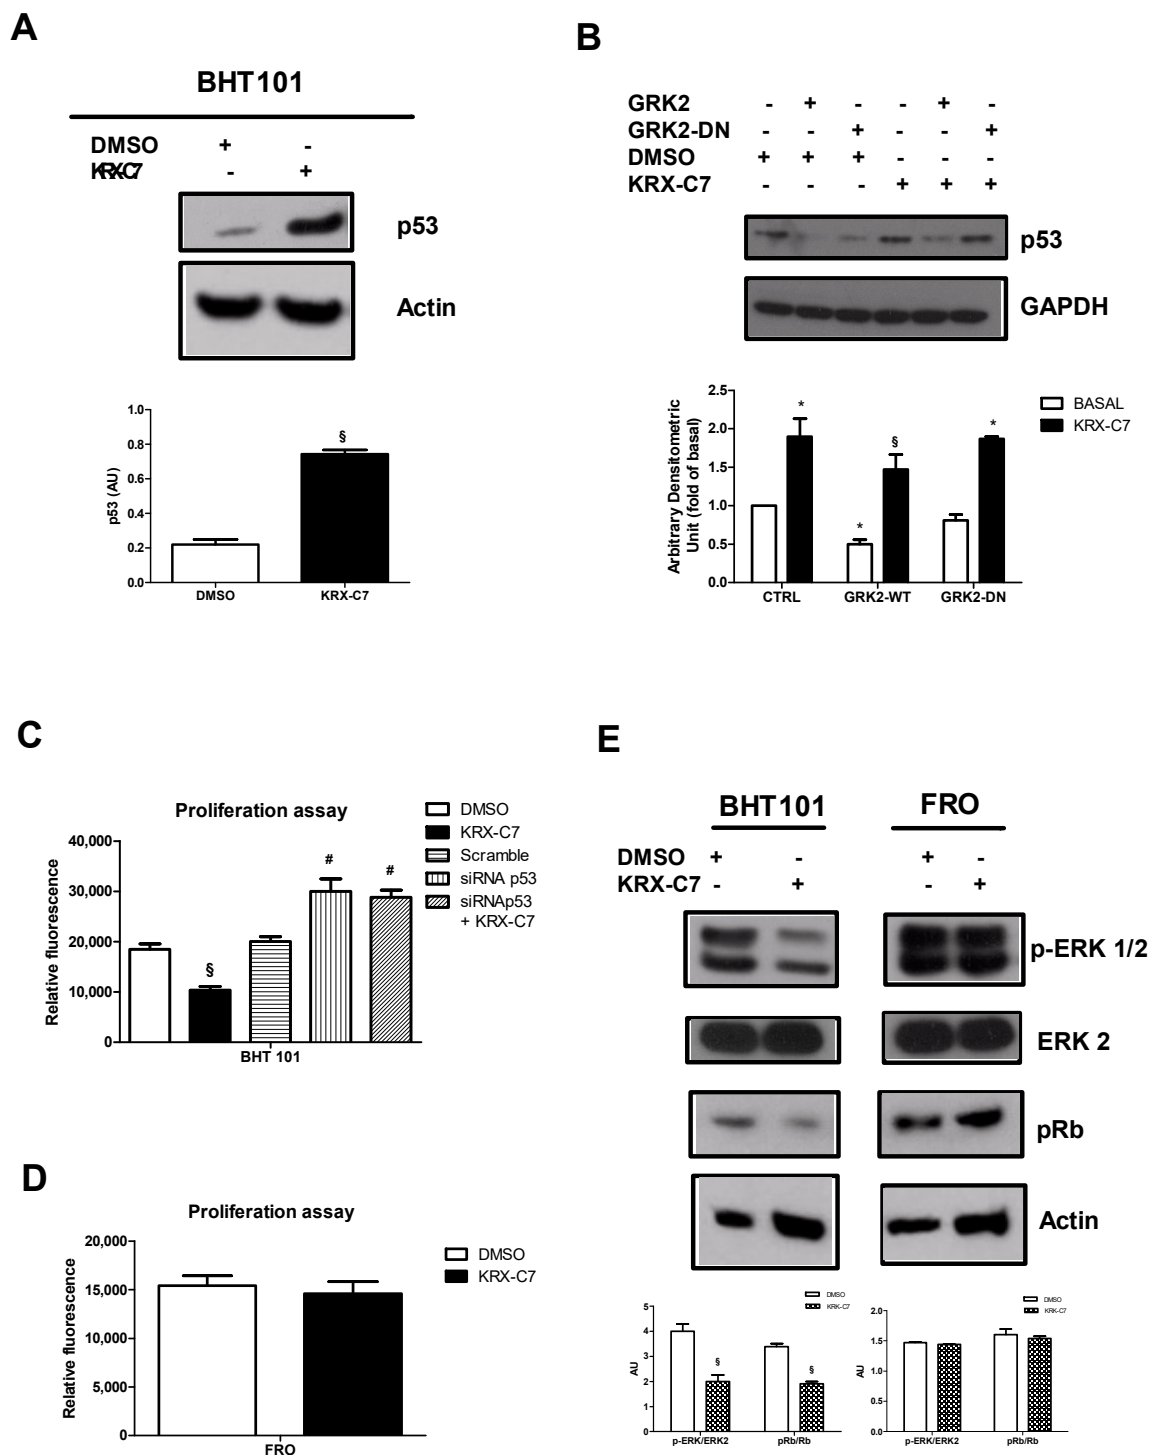 A
BHT101
DMSO + -
KRX-C7 - +
p53
Actin
1.0
0.8
0.6
0.4
0.2
0.0
p53 (AU)
§
DMSO KRX-C7
B
GRK2 - + - - + -
GRK2-DN - - + - - +
DMSO + + + - - -
KRX-C7 - - - + + +
p53
GAPDH
2.5
2.0
1.5
1.0
0.5
0.0
Arbitrary Densitometric
Unit (fold of basal)
* * § *
BASAL
KRX-C7
CTRL GRK2-WT GRK2-DN
C
Proliferation assay
40,000
30,000
20,000
10,000
0
Relative fluorescence
§ # #
BHT 101
DMSO
KRX-C7
Scramble
siRNA p53
siRNAp53
+ KRX-C7
D
Proliferation assay
20,000
15,000
10,000
5,000
0
Relative fluorescence
FRO
DMSO
KRX-C7
E
BHT101 FRO
DMSO + - + -
KRX-C7 - + - +
p-ERK 1/2
ERK 2
pRb
Actin
5
4
3
2
1
0
AU
§ §
DMSO
KRK-C7
p-ERK/ERK2 pRb/Rb
2.0
1.5
1.0
0.5
0.0
AU
DMSO
KRK-C7
p-ERK/ERK2 pRb/Rb